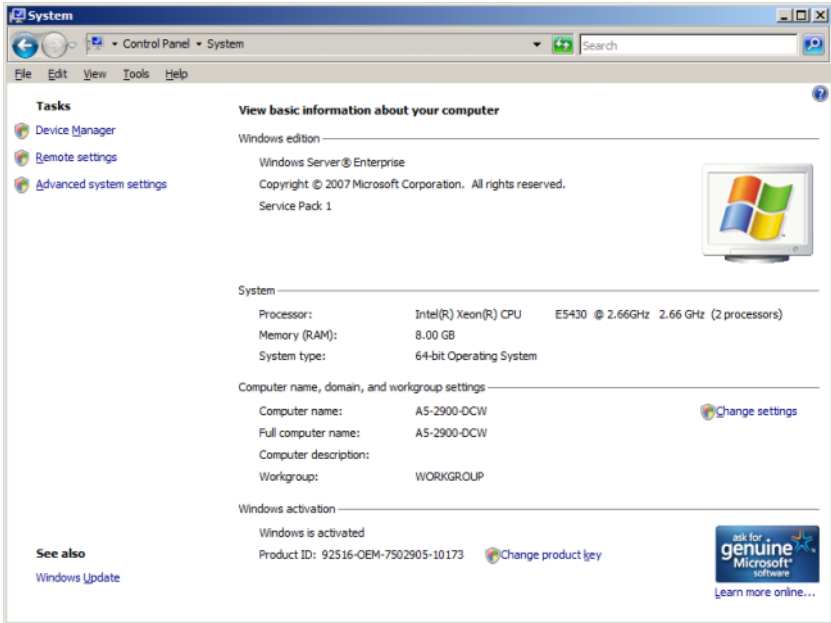 System
Control Panel
System
Search
File Edit View Tools Help
Tasks
Device Manager
Remote settings
Advanced system settings
View basic information about your computer
Windows edition
Windows Server® Enterprise
Copyright © 2007 Microsoft Corporation. All rights reserved.
Service Pack 1
System
Processor: Intel(R) Xeon(R) CPU E5430 @ 2.66GHz 2.66 GHz (2 processors)
Memory (RAM): 8.00 GB
System type: 64-bit Operating System
Computer name, domain, and workgroup settings
Computer name: A5-2900-DCW Change settings
Full computer name: A5-2900-DCW
Computer description:
Workgroup: WORKGROUP
Windows activation
Windows is activated
Product ID: 92516-OEM-7502905-10173 Change product key
ask for
genuine
Microsoft®
software
Learn more online...
See also
Windows Update